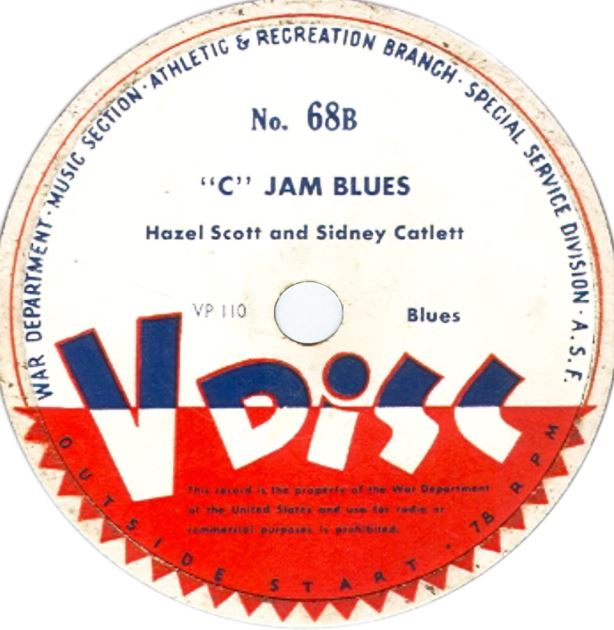 WAR DEPARTMENT · MUSIC SECTION · ATHLETIC & RECREATION BRANCH · SPECIAL SERVICE DIVISION · A.S.F.
No. 68B
“C” JAM BLUES
Hazel Scott and Sidney Catlett
VP 110
Blues
V DiSC
This record is the property of the War Department
of the United States and use for radio or
commercial purposes is prohibited.
OUTSIDE START · 78 RPM